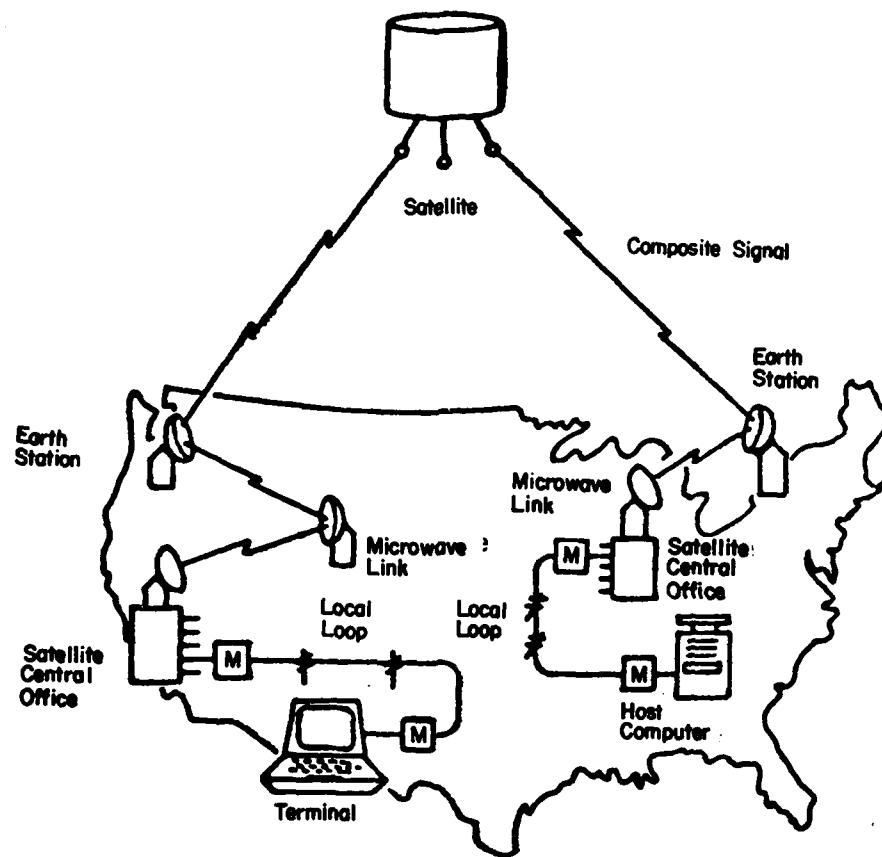 Satellite
Composite Signal
Earth
Station
Earth
Station
Microwave
Link
Microwave
Link
Satellite
Central
Office
M
Local
Loop
Local
Loop
Satellite
Central
Office
M
M
Host
Computer
M
Terminal